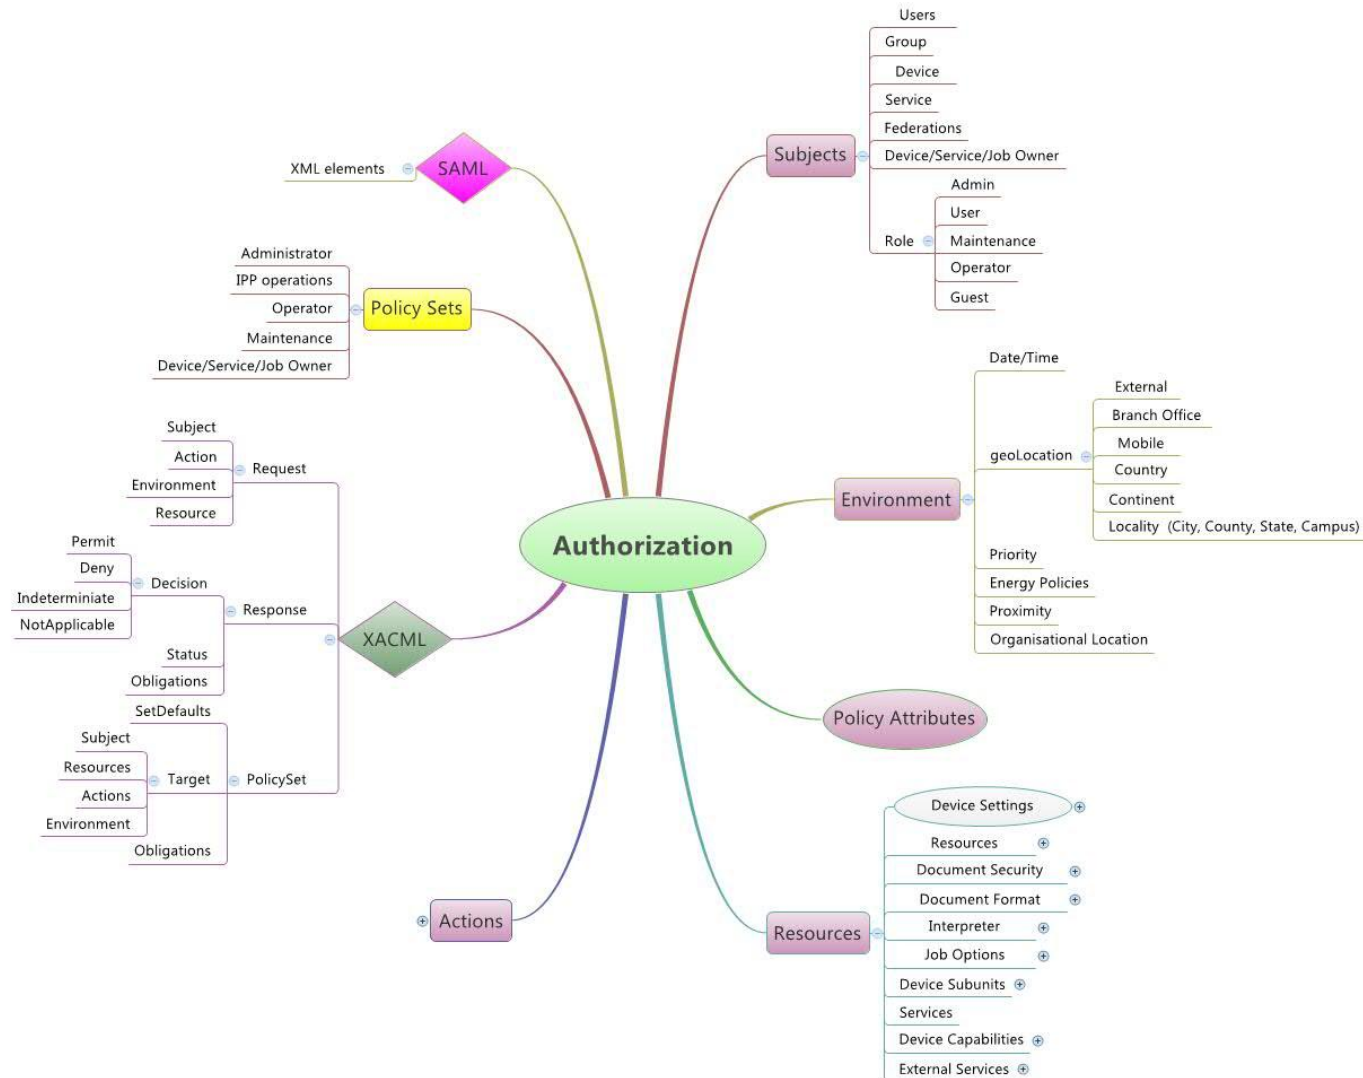 Authorization
Subjects
Users
Group
Device
Service
Federations
Device/Service/Job Owner
Role
Admin
User
Maintenance
Operator
Guest
Environment
Date/Time
geoLocation
External
Branch Office
Mobile
Country
Continent
Locality (City, County, State, Campus)
Priority
Energy Policies
Proximity
Organisational Location
Policy Attributes
Resources
Device Settings
Resources
Document Security
Document Format
Interpreter
Job Options
Device Subunits
Services
Device Capabilities
External Services
SAML
XML elements
Policy Sets
Administrator
IPP operations
Operator
Maintenance
Device/Service/Job Owner
XACML
Request
Subject
Action
Environment
Resource
Response
Decision
Permit
Deny
Indeterminiate
NotApplicable
Status
Obligations
PolicySet
SetDefaults
Target
Subject
Resources
Actions
Environment
Obligations
Actions